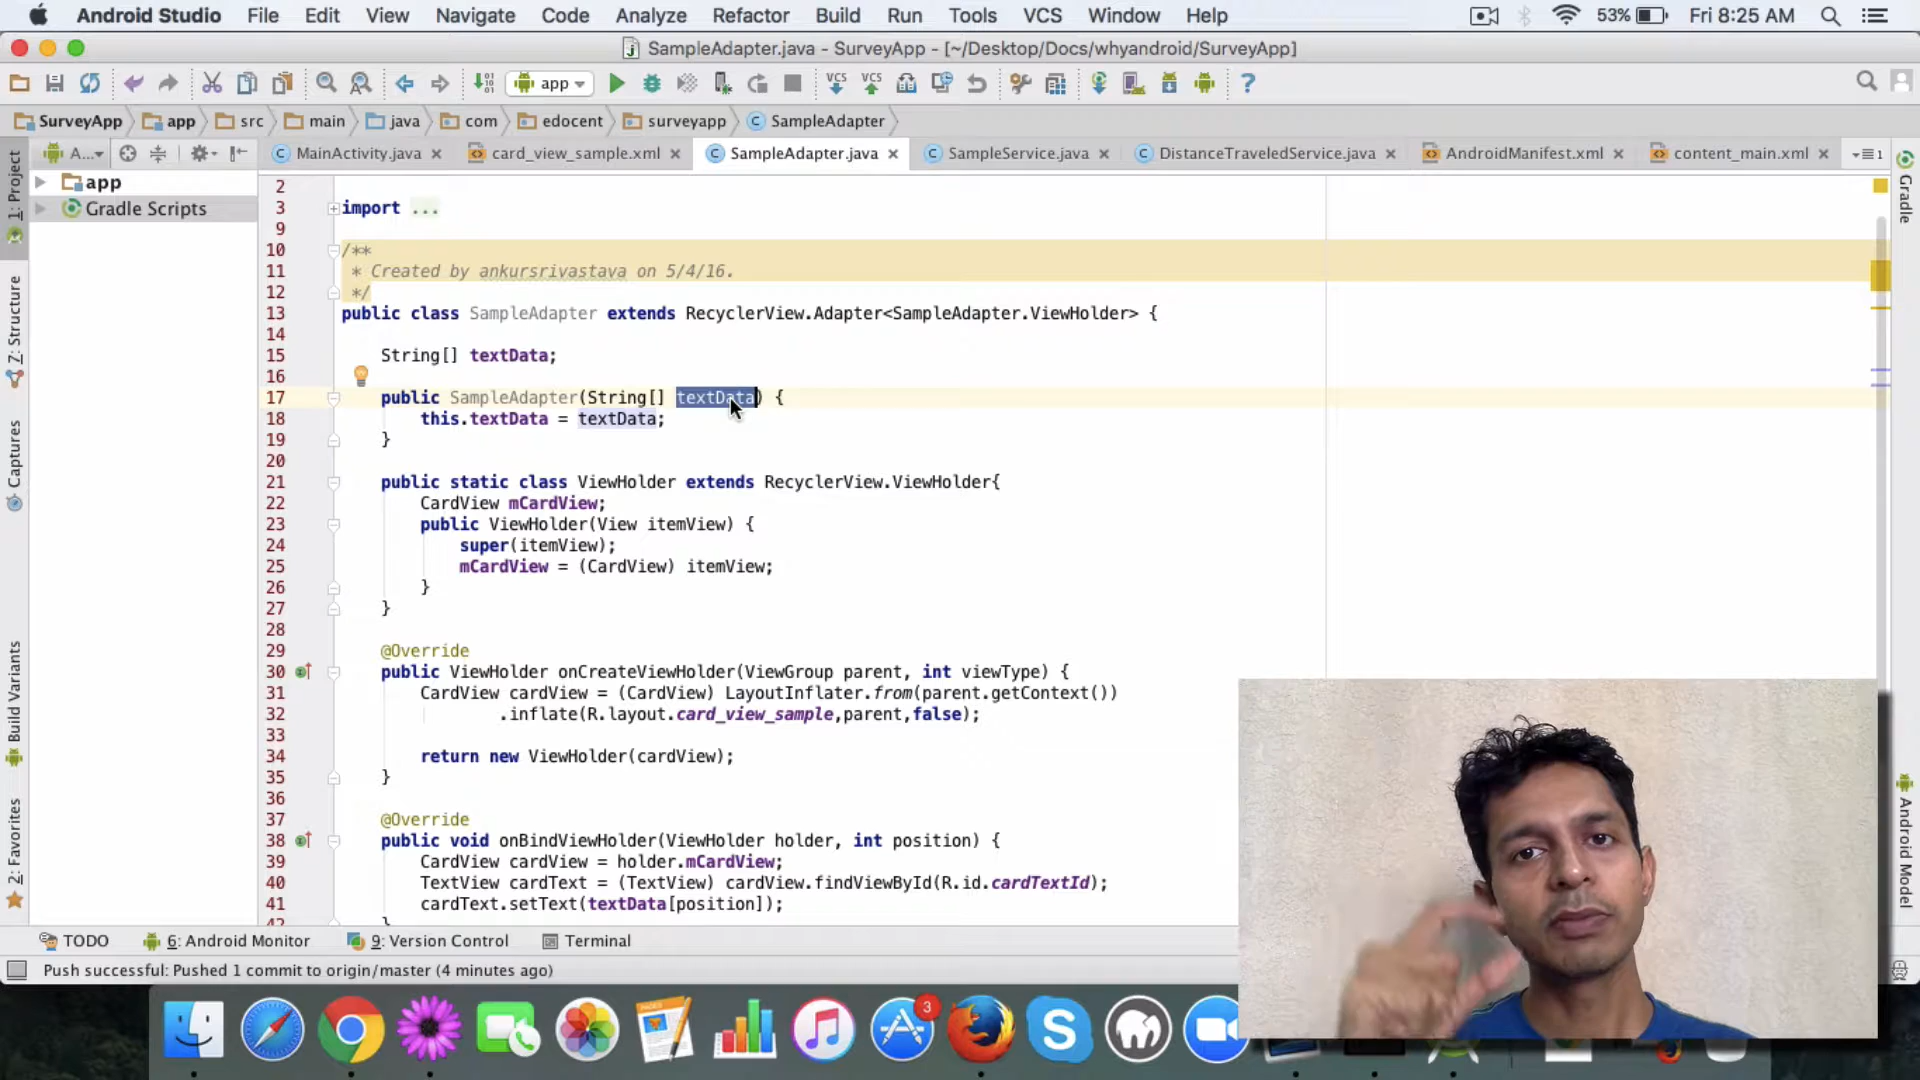 Android Studio File Edit View Navigate Code Analyze Refactor Build Run Tools VCS Window Help 53% Fri 8:25 AM
SampleAdapter.java - SurveyApp - [~/Desktop/Docs/whyandroid/SurveyApp]
app VCS VCS ?
SurveyApp app src main java com edocent surveyapp SampleAdapter
A... MainActivity.java card_view_sample.xml SampleAdapter.java SampleService.java DistanceTraveledService.java AndroidManifest.xml content_main.xml
1: Project
Z: Structure
Captures
Build Variants
2: Favorites
app
Gradle Scripts
2
3 import ...
9
10 /**
11 * Created by ankursrivastava on 5/4/16.
12 */
13 public class SampleAdapter extends RecyclerView.Adapter<SampleAdapter.ViewHolder> {
14
15 String[] textData;
16
17 public SampleAdapter(String[] textData) {
18 this.textData = textData;
19 }
20
21 public static class ViewHolder extends RecyclerView.ViewHolder{
22 CardView mCardView;
23 public ViewHolder(View itemView) {
24 super(itemView);
25 mCardView = (CardView) itemView;
26 }
27 }
28
29 @Override
30 public ViewHolder onCreateViewHolder(ViewGroup parent, int viewType) {
31 CardView cardView = (CardView) LayoutInflater.from(parent.getContext())
32 .inflate(R.layout.card_view_sample,parent,false);
33
34 return new ViewHolder(cardView);
35 }
36
37 @Override
38 public void onBindViewHolder(ViewHolder holder, int position) {
39 CardView cardView = holder.mCardView;
40 TextView cardText = (TextView) cardView.findViewById(R.id.cardTextId);
41 cardText.setText(textData[position]);
42 }
Gradle
Android Model
TODO 6: Android Monitor 9: Version Control Terminal
Push successful: Pushed 1 commit to origin/master (4 minutes ago)
3